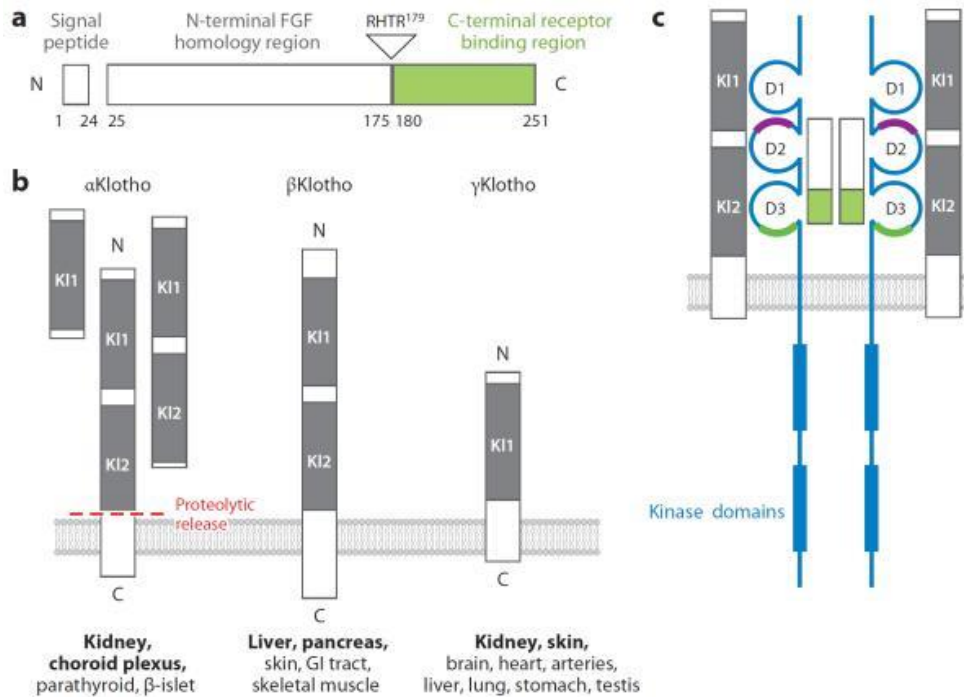 a
Signal
peptide
N-terminal FGF
homology region
RHTR179
C-terminal receptor
binding region
N
C
1
24
25
175
180
251
b
αKlotho
βKlotho
γKlotho
Kl1
N
Kl1
Kl2
Kl1
Kl2
Proteolytic
release
C
N
Kl1
Kl2
C
N
Kl1
C
Kidney,
choroid plexus,
parathyroid, β-islet
Liver, pancreas,
skin, GI tract,
skeletal muscle
Kidney, skin,
brain, heart, arteries,
liver, lung, stomach, testis
c
Kl1
D1
D1
Kl1
D2
D2
Kl2
D3
D3
Kl2
Kinase domains